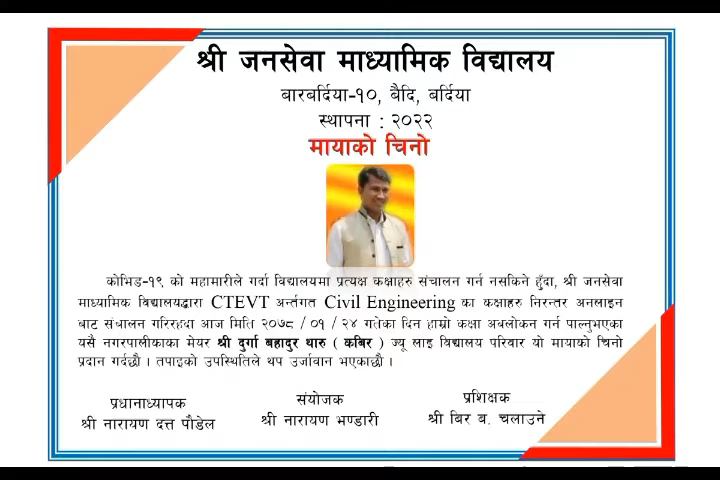 श्री जनसेवा माध्यामिक विद्यालय
बारबर्दिया-१०, बैदि, बर्दिया
स्थापना : २०२२
मायाको चिनो
कोभिड-१९ को महामारीले गर्दा विद्यालयमा प्रत्यक्ष कक्षाहरु संचालन गर्न नसकिने हुँदा, श्री जनसेवा
माध्यामिक विद्यालयद्धारा CTEVT अर्न्तगत Civil Engineering का कक्षाहरु निरन्तर अनलाइन
बाट संचालन गरिरहदा आज मिति २०७८ / ०१ / २४ गतेका दिन हाम्रो कक्षा अवलोकन गर्न पाल्नुभएका
यसै नगरपालीकाका मेयर श्री दुर्गा बहादुर थारु ( कबिर ) ज्यू लाइ विद्यालय परिवार यो मायाको चिनो
प्रदान गर्दछौ । तपाइको उपस्थितिले थप उर्जावान भएकाछौ ।
प्रधानाध्यापक
श्री नारायण दत्त पौडेल
संयोजक
श्री नारायण भण्डारी
प्रशिक्षक
श्री बिर ब. चलाउने